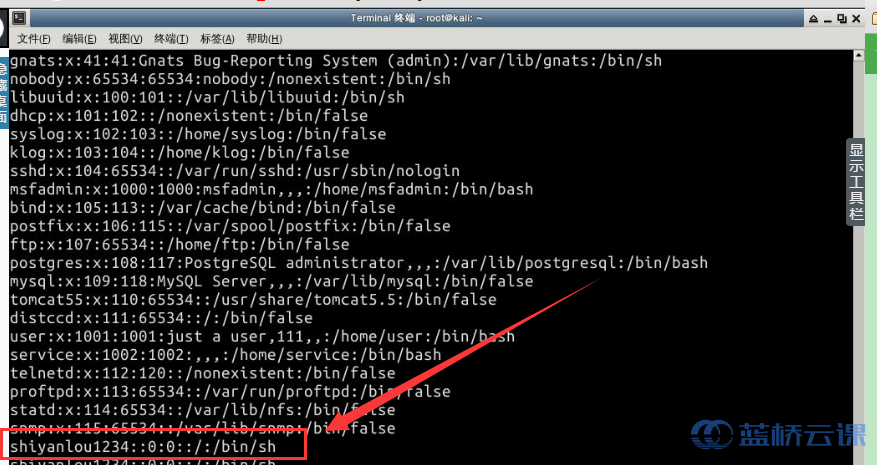 Terminal 终端 - root@kali: ~
文件(F) 编辑(E) 视图(V) 终端(T) 标签(A) 帮助(H)
gnats:x:41:41:Gnats Bug-Reporting System (admin):/var/lib/gnats:/bin/sh
nobody:x:65534:65534:nobody:/nonexistent:/bin/sh
libuuid:x:100:101::/var/lib/libuuid:/bin/sh
dhcp:x:101:102::/nonexistent:/bin/false
syslog:x:102:103::/home/syslog:/bin/false
klog:x:103:104::/home/klog:/bin/false
sshd:x:104:65534::/var/run/sshd:/usr/sbin/nologin
msfadmin:x:1000:1000:msfadmin,,,:/home/msfadmin:/bin/bash
bind:x:105:113::/var/cache/bind:/bin/false
postfix:x:106:115::/var/spool/postfix:/bin/false
ftp:x:107:65534::/home/ftp:/bin/false
postgres:x:108:117:PostgreSQL administrator,,,:/var/lib/postgresql:/bin/bash
mysql:x:109:118:MySQL Server,,,:/var/lib/mysql:/bin/false
tomcat55:x:110:65534::/usr/share/tomcat5.5:/bin/false
distccd:x:111:65534::/:/bin/false
user:x:1001:1001:just a user,111,,:/home/user:/bin/bash
service:x:1002:1002:,,,:/home/service:/bin/bash
telnetd:x:112:120::/nonexistent:/bin/false
proftpd:x:113:65534::/var/run/proftpd:/bin/false
statd:x:114:65534::/var/lib/nfs:/bin/false
snmp:x:115:65534::/var/lib/snmp:/bin/false
shiyanlou1234::0:0::/:/bin/sh
shiyanlou1234::0:0::/:/bin/sh
显示工具栏
隐藏桌面
蓝桥云课